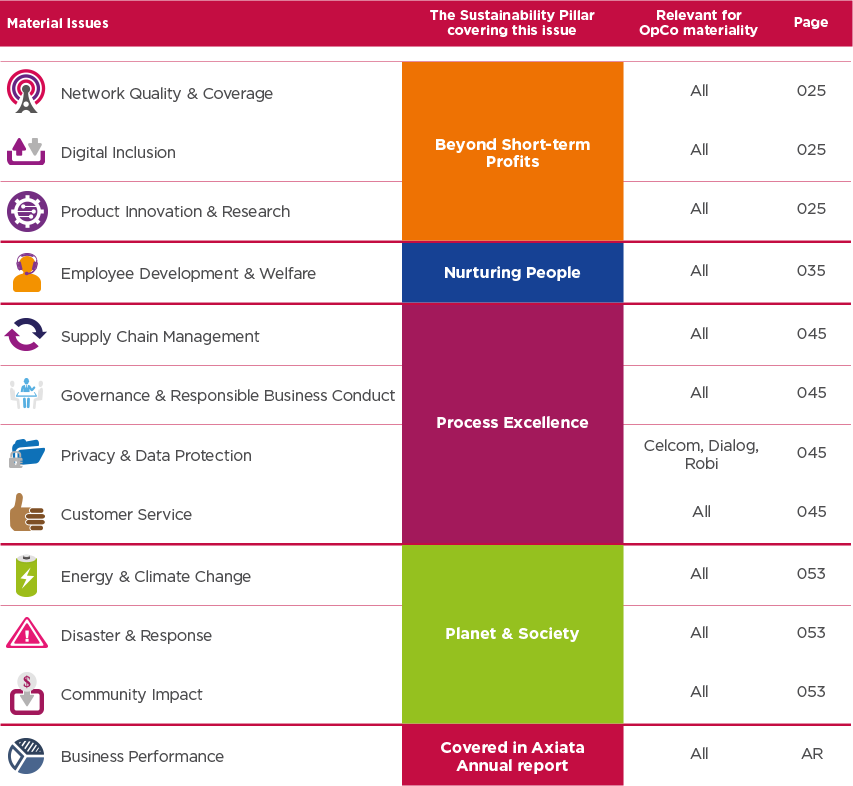 Material Issues
The Sustainability Pillar
covering this issue
Relevant for
OpCo materiality
Page
Network Quality & Coverage
All
025
Digital Inclusion
Beyond Short-term
Profits
All
025
Product Innovation & Research
All
025
Employee Development & Welfare
Nurturing People
All
035
Supply Chain Management
All
045
Governance & Responsible Business Conduct
All
045
Process Excellence
Privacy & Data Protection
Celcom, Dialog,
Robi
045
Customer Service
All
045
Energy & Climate Change
All
053
Disaster & Response
Planet & Society
All
053
$
Community Impact
All
053
Business Performance
Covered in Axiata
Annual report
All
AR